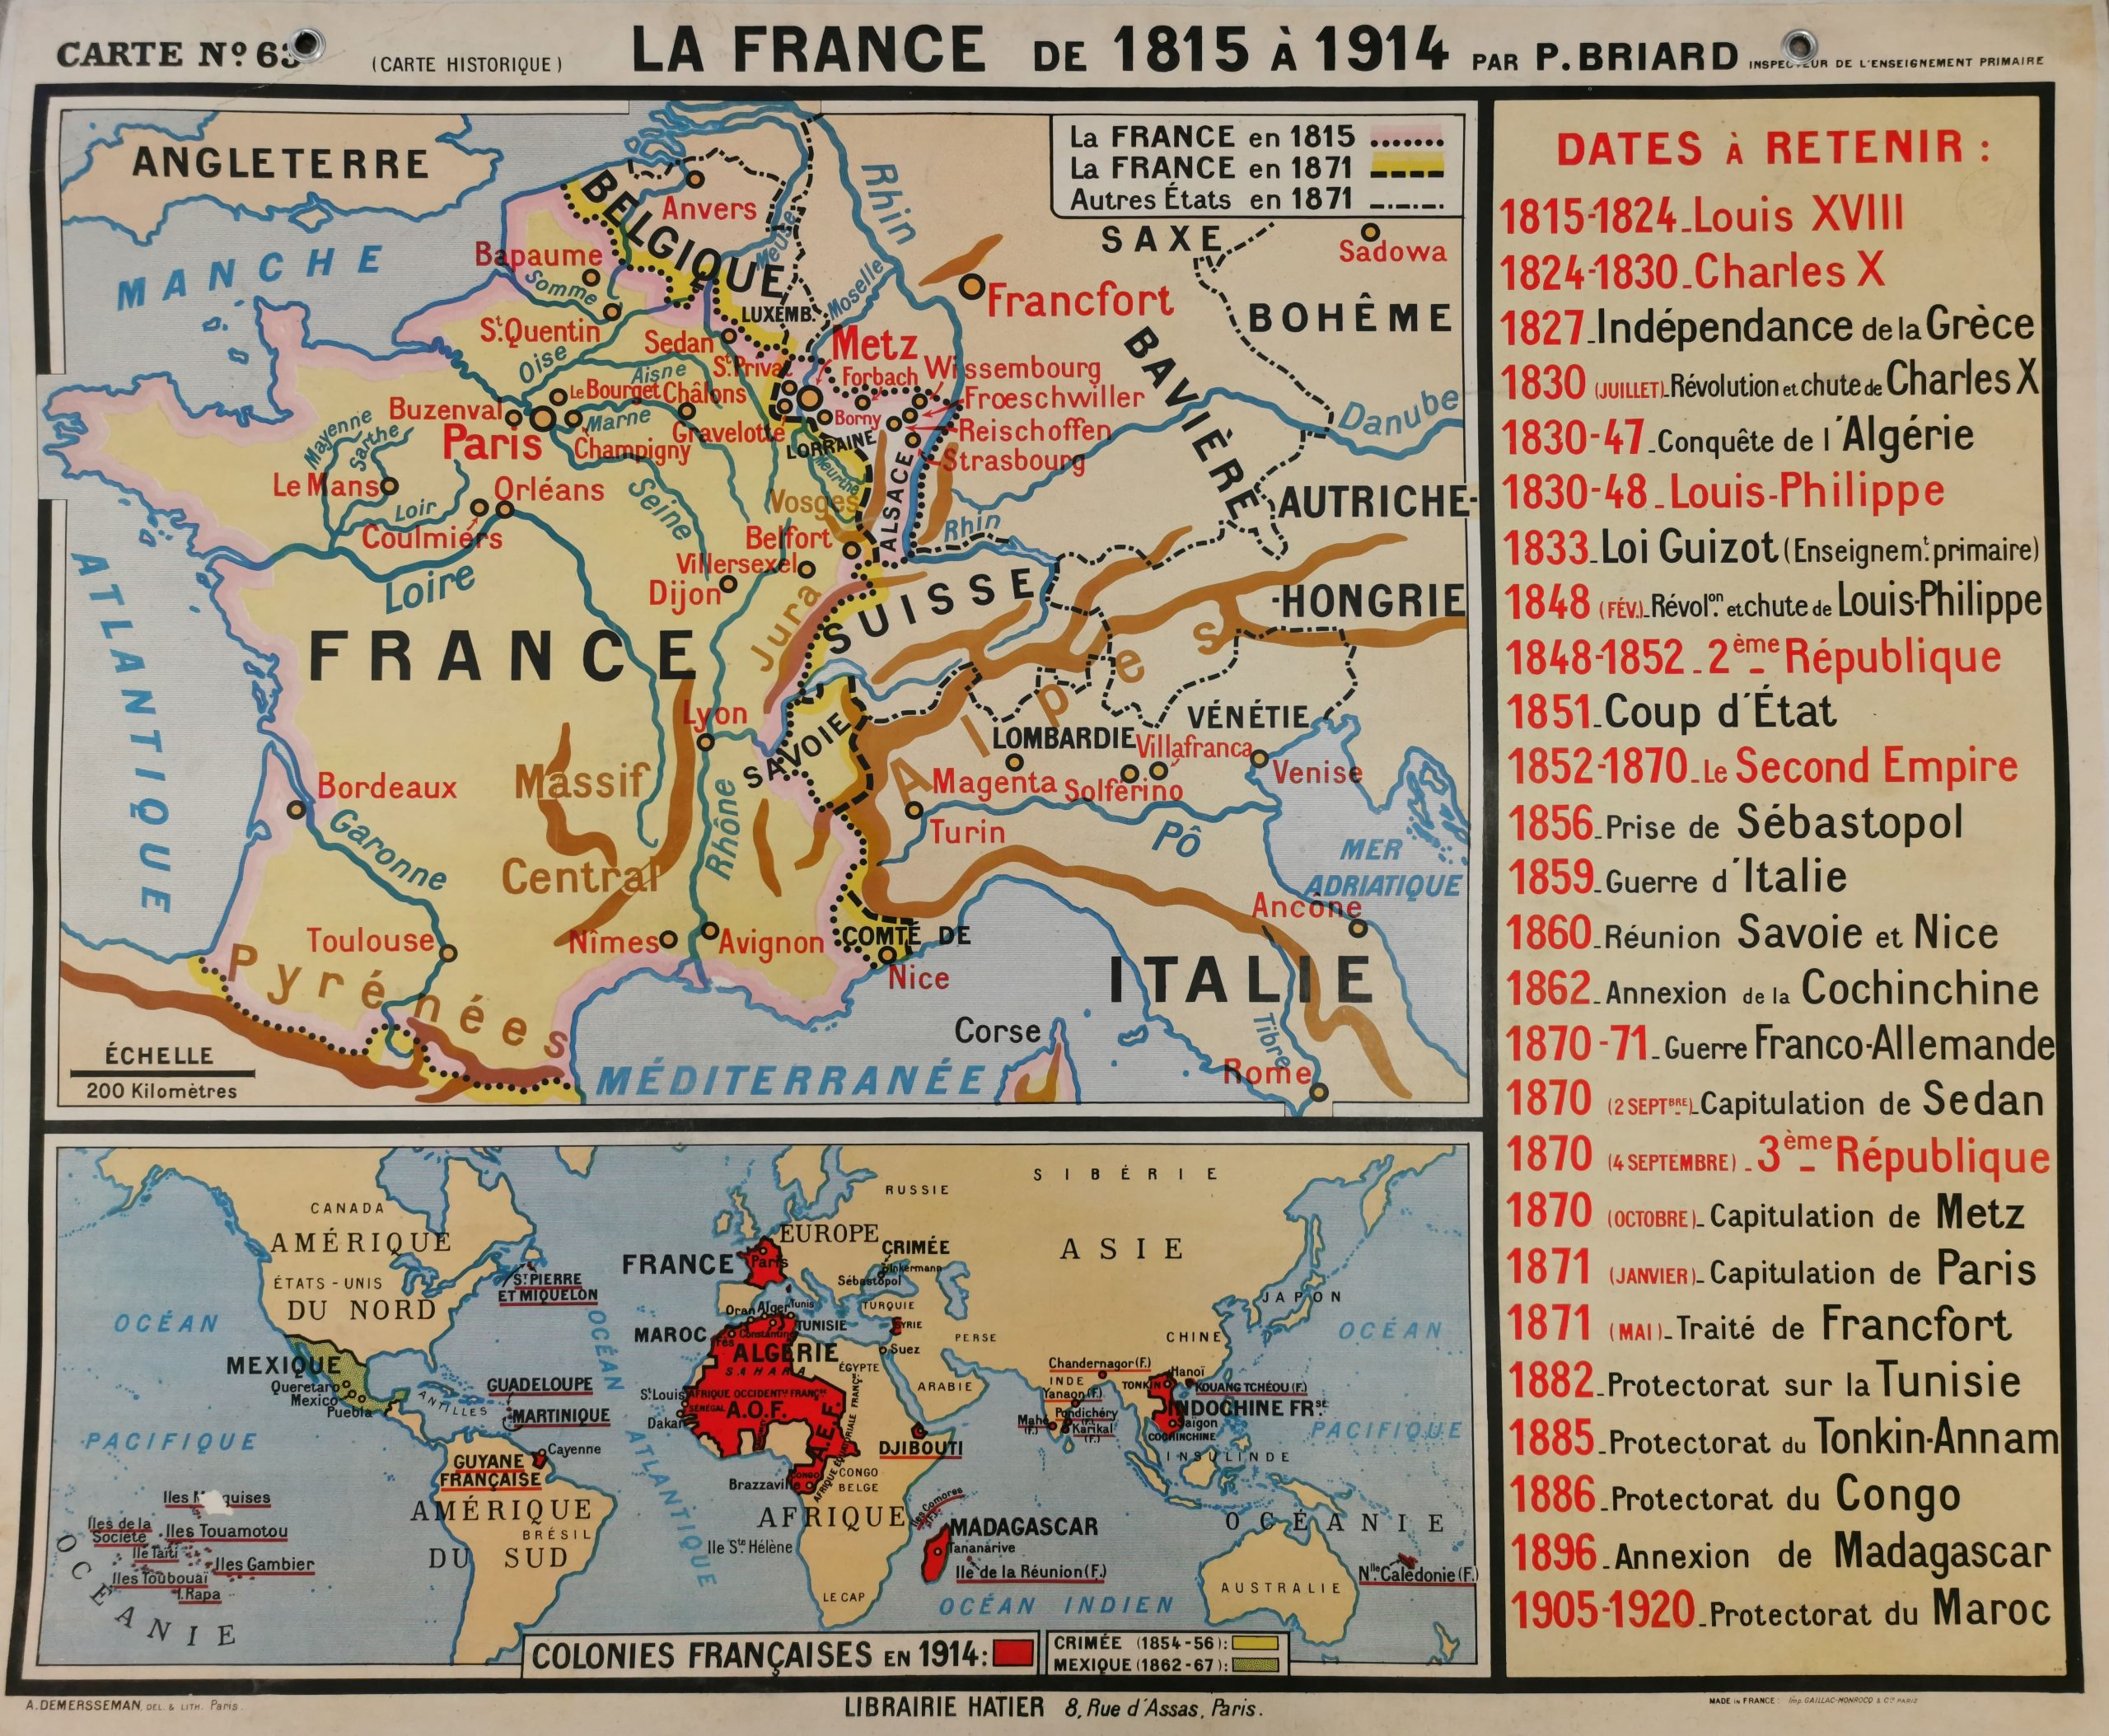 CARTE Nº 63 (CARTE HISTORIQUE) LA FRANCE DE 1815 À 1914 PAR P. BRIARD INSPECTEUR DE L'ENSEIGNEMENT PRIMAIRE
La FRANCE en 1815
La FRANCE en 1871
Autres États en 1871
ANGLETERRE
MANCHE
BELGIQUE
Anvers
Meuse
Rhin
Moselle
LUXEMB.
SAXE
Sadowa
BOHÊME
Francfort
BAVIÈRE
Danube
Bapaume
Somme
St. Quentin
Oise
Sedan
Aisne
St Priva
Metz
Forbach
Wissembourg
Frœschwiller
Reischoffen
Strasbourg
Borny
Le Bourget
Châlons
Buzenval
Paris
Marne
Champigny
Gravelotte
LORRAINE
Meurthe
ALSACE
Vosges
Mayenne
Sarthe
Le Mans
Loir
Orléans
Coulmiers
Seine
Loire
Belfort
Villersexel
Dijon
Jura
Rhin
AUTRICHE-
-HONGRIE
SUISSE
ATLANTIQUE
FRANCE
Lyon
SAVOIE
Alpes
LOMBARDIE
VÉNÉTIE
Villafranca
Magenta
Solférino
Venise
Turin
Pô
MER
ADRIATIQUE
Bordeaux
Garonne
Massif
Central
Rhône
Toulouse
Nîmes
Avignon
COMTÉ DE
Nice
Ancône
ITALIE
Tibre
Rome
Corse
Pyrénées
MÉDITERRANÉE
ÉCHELLE
200 Kilomètres
DATES À RETENIR :
1815-1824_Louis XVIII
1824-1830_Charles X
1827_Indépendance de la Grèce
1830 (JUILLET)_Révolution et chute de Charles X
1830-47_Conquête de l'Algérie
1830-48_Louis-Philippe
1833_Loi Guizot (Enseignem.t primaire)
1848 (FÉV.)_Révol.on et chute de Louis-Philippe
1848-1852_2ème République
1851_Coup d'État
1852-1870_Le Second Empire
1856_Prise de Sébastopol
1859_Guerre d'Italie
1860_Réunion Savoie et Nice
1862_Annexion de la Cochinchine
1870-71_Guerre Franco-Allemande
1870 (2 SEPTBRE)_Capitulation de Sedan
1870 (4 SEPTEMBRE)_3ème République
1870 (OCTOBRE)_Capitulation de Metz
1871 (JANVIER)_Capitulation de Paris
1871 (MAI)_Traité de Francfort
1882_Protectorat sur la Tunisie
1885_Protectorat du Tonkin-Annam
1886_Protectorat du Congo
1896_Annexion de Madagascar
1905-1920_Protectorat du Maroc
CANADA
AMÉRIQUE
ÉTATS-UNIS
DU NORD
ST PIERRE
ET MIQUELON
OCÉAN
PACIFIQUE
MEXIQUE
Queretaro
Mexico
Puebla
ANTILLES
GUADELOUPE
MARTINIQUE
GUYANE
FRANÇAISE
Cayenne
AMÉRIQUE
BRÉSIL
DU SUD
Iles de la
Société
Iles Touamotou
Ile Taïti
Iles Gambier
Iles Toubouaï
I. Rapa
OCÉANIE
OCÉAN
ATLANTIQUE
FRANCE
Paris
EUROPE
RUSSIE
SIBÉRIE
CRIMÉE
Inkermann
Sébastopol
TURQUIE
SYRIE
Oran
Alger
Tunis
Constantine
TUNISIE
MAROC
Fès
ALGÉRIE
SAHARA
Suez
ÉGYPTE
PERSE
ARABIE
St. Louis
SÉNÉGAL
Dakar
AFRIQUE OCCIDENTLE FRANÇSE
A.O.F.
A.E.F.
AFRIQUE ÉQUATORIALE FRANÇSE
DJIBOUTI
CONGO
Brazzaville
CONGO
BELGE
AFRIQUE
Ile Ste Hélène
LE CAP
Iles Comores
MADAGASCAR
Tananarive
Ile de la Réunion (F.)
OCÉAN INDIEN
ASIE
CHINE
JAPON
Chandernagor (F.)
INDE
Yanaon (F.)
Pondichéry
(F.)
Mahé
(F.)
Karikal
(F.)
TONKIN
Hanoï
KOUANG TCHÉOU (F.)
INDOCHINE FRSE.
Saïgon
COCHINCHINE
INSULINDE
OCÉAN
PACIFIQUE
OCÉANIE
AUSTRALIE
Nlle Calédonie (F.)
COLONIES FRANÇAISES EN 1914:
CRIMÉE (1854-56):
MEXIQUE (1862-67):
A. DEMERSSEMAN, DEL. & LITH. Paris.
LIBRAIRIE HATIER 8, Rue d'Assas, Paris.
MADE in FRANCE : Imp. GAILLAC-MONROCQ & Cie PARIS